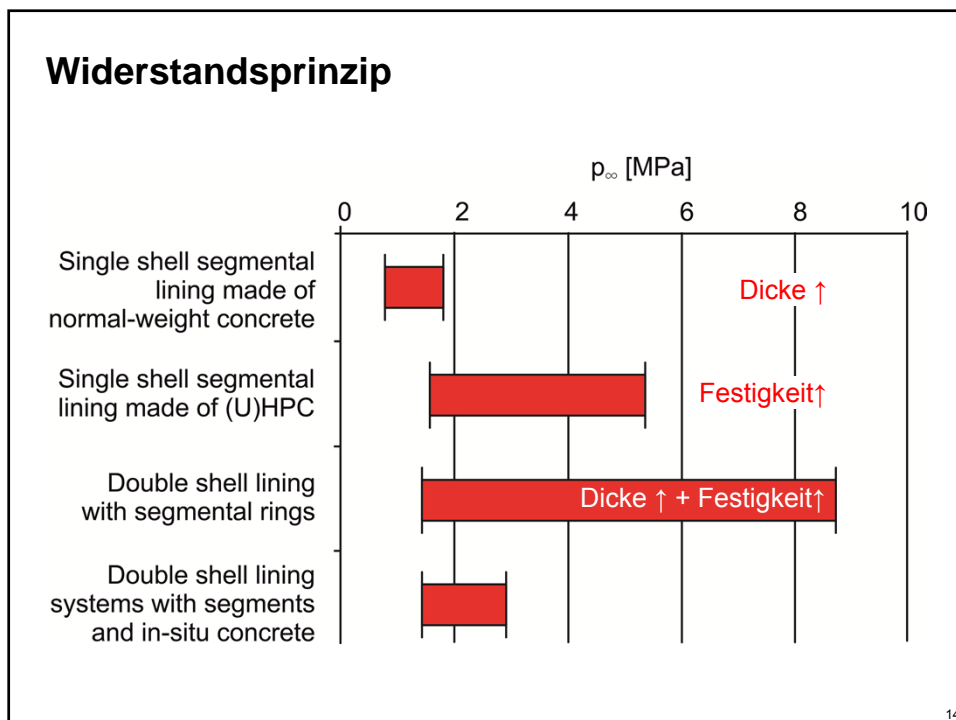 Widerstandsprinzip
p∞ [MPa]
0 2 4 6 8 10
Single shell segmental
lining made of
normal-weight concrete
Dicke ↑
Single shell segmental
lining made of (U)HPC
Festigkeit↑
Double shell lining
with segmental rings
Dicke ↑ + Festigkeit↑
Double shell lining
systems with segments
and in-situ concrete
14